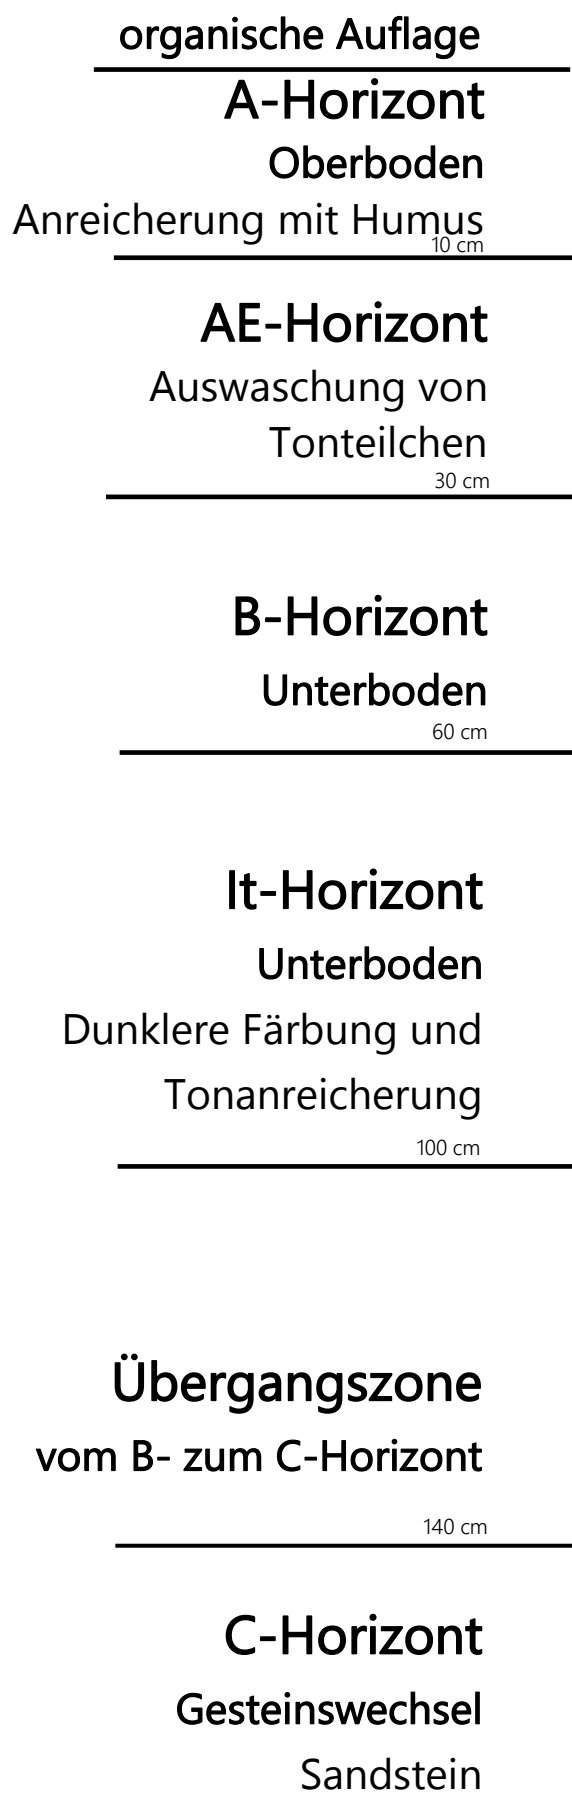 organische Auflage
A-Horizont
Oberboden
Anreicherung mit Humus
10 cm
AE-Horizont
Auswaschung von
Tonteilchen
30 cm
B-Horizont
Unterboden
60 cm
It-Horizont
Unterboden
Dunklere Färbung und
Tonanreicherung
100 cm
Übergangszone
vom B- zum C-Horizont
140 cm
C-Horizont
Gesteinswechsel
Sandstein